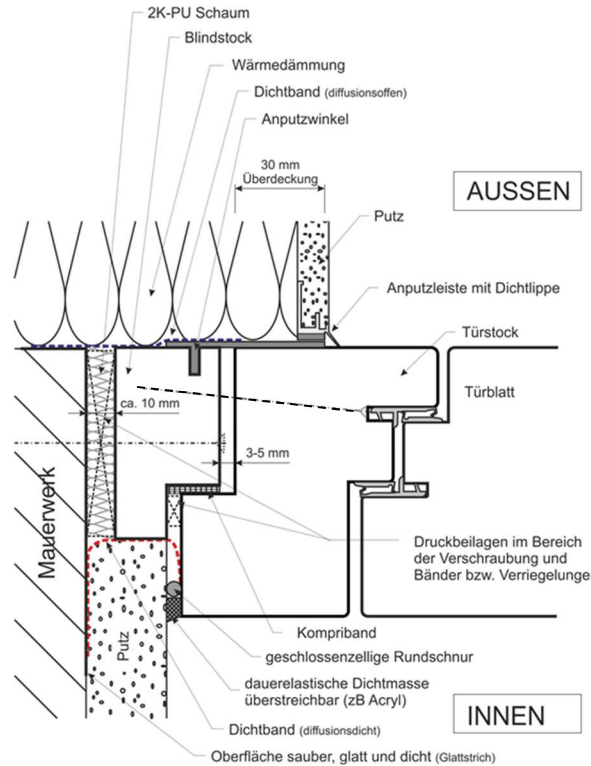 2K-PU Schaum
Blindstock
Wärmedämmung
Dichtband (diffusionsoffen)
Anputzwinkel
30 mm
Überdeckung
AUSSEN
Putz
Anputzleiste mit Dichtlippe
Türstock
Türblatt
ca. 10 mm
3-5 mm
Mauerwerk
Druckbeilagen im Bereich
der Verschraubung und
Bänder bzw. Verriegelunge
Putz
Kompriband
geschlossenzellige Rundschnur
dauerelastische Dichtmasse
überstreichbar (zB Acryl)
INNEN
Dichtband (diffusionsdicht)
Oberfläche sauber, glatt und dicht (Glattstrich)